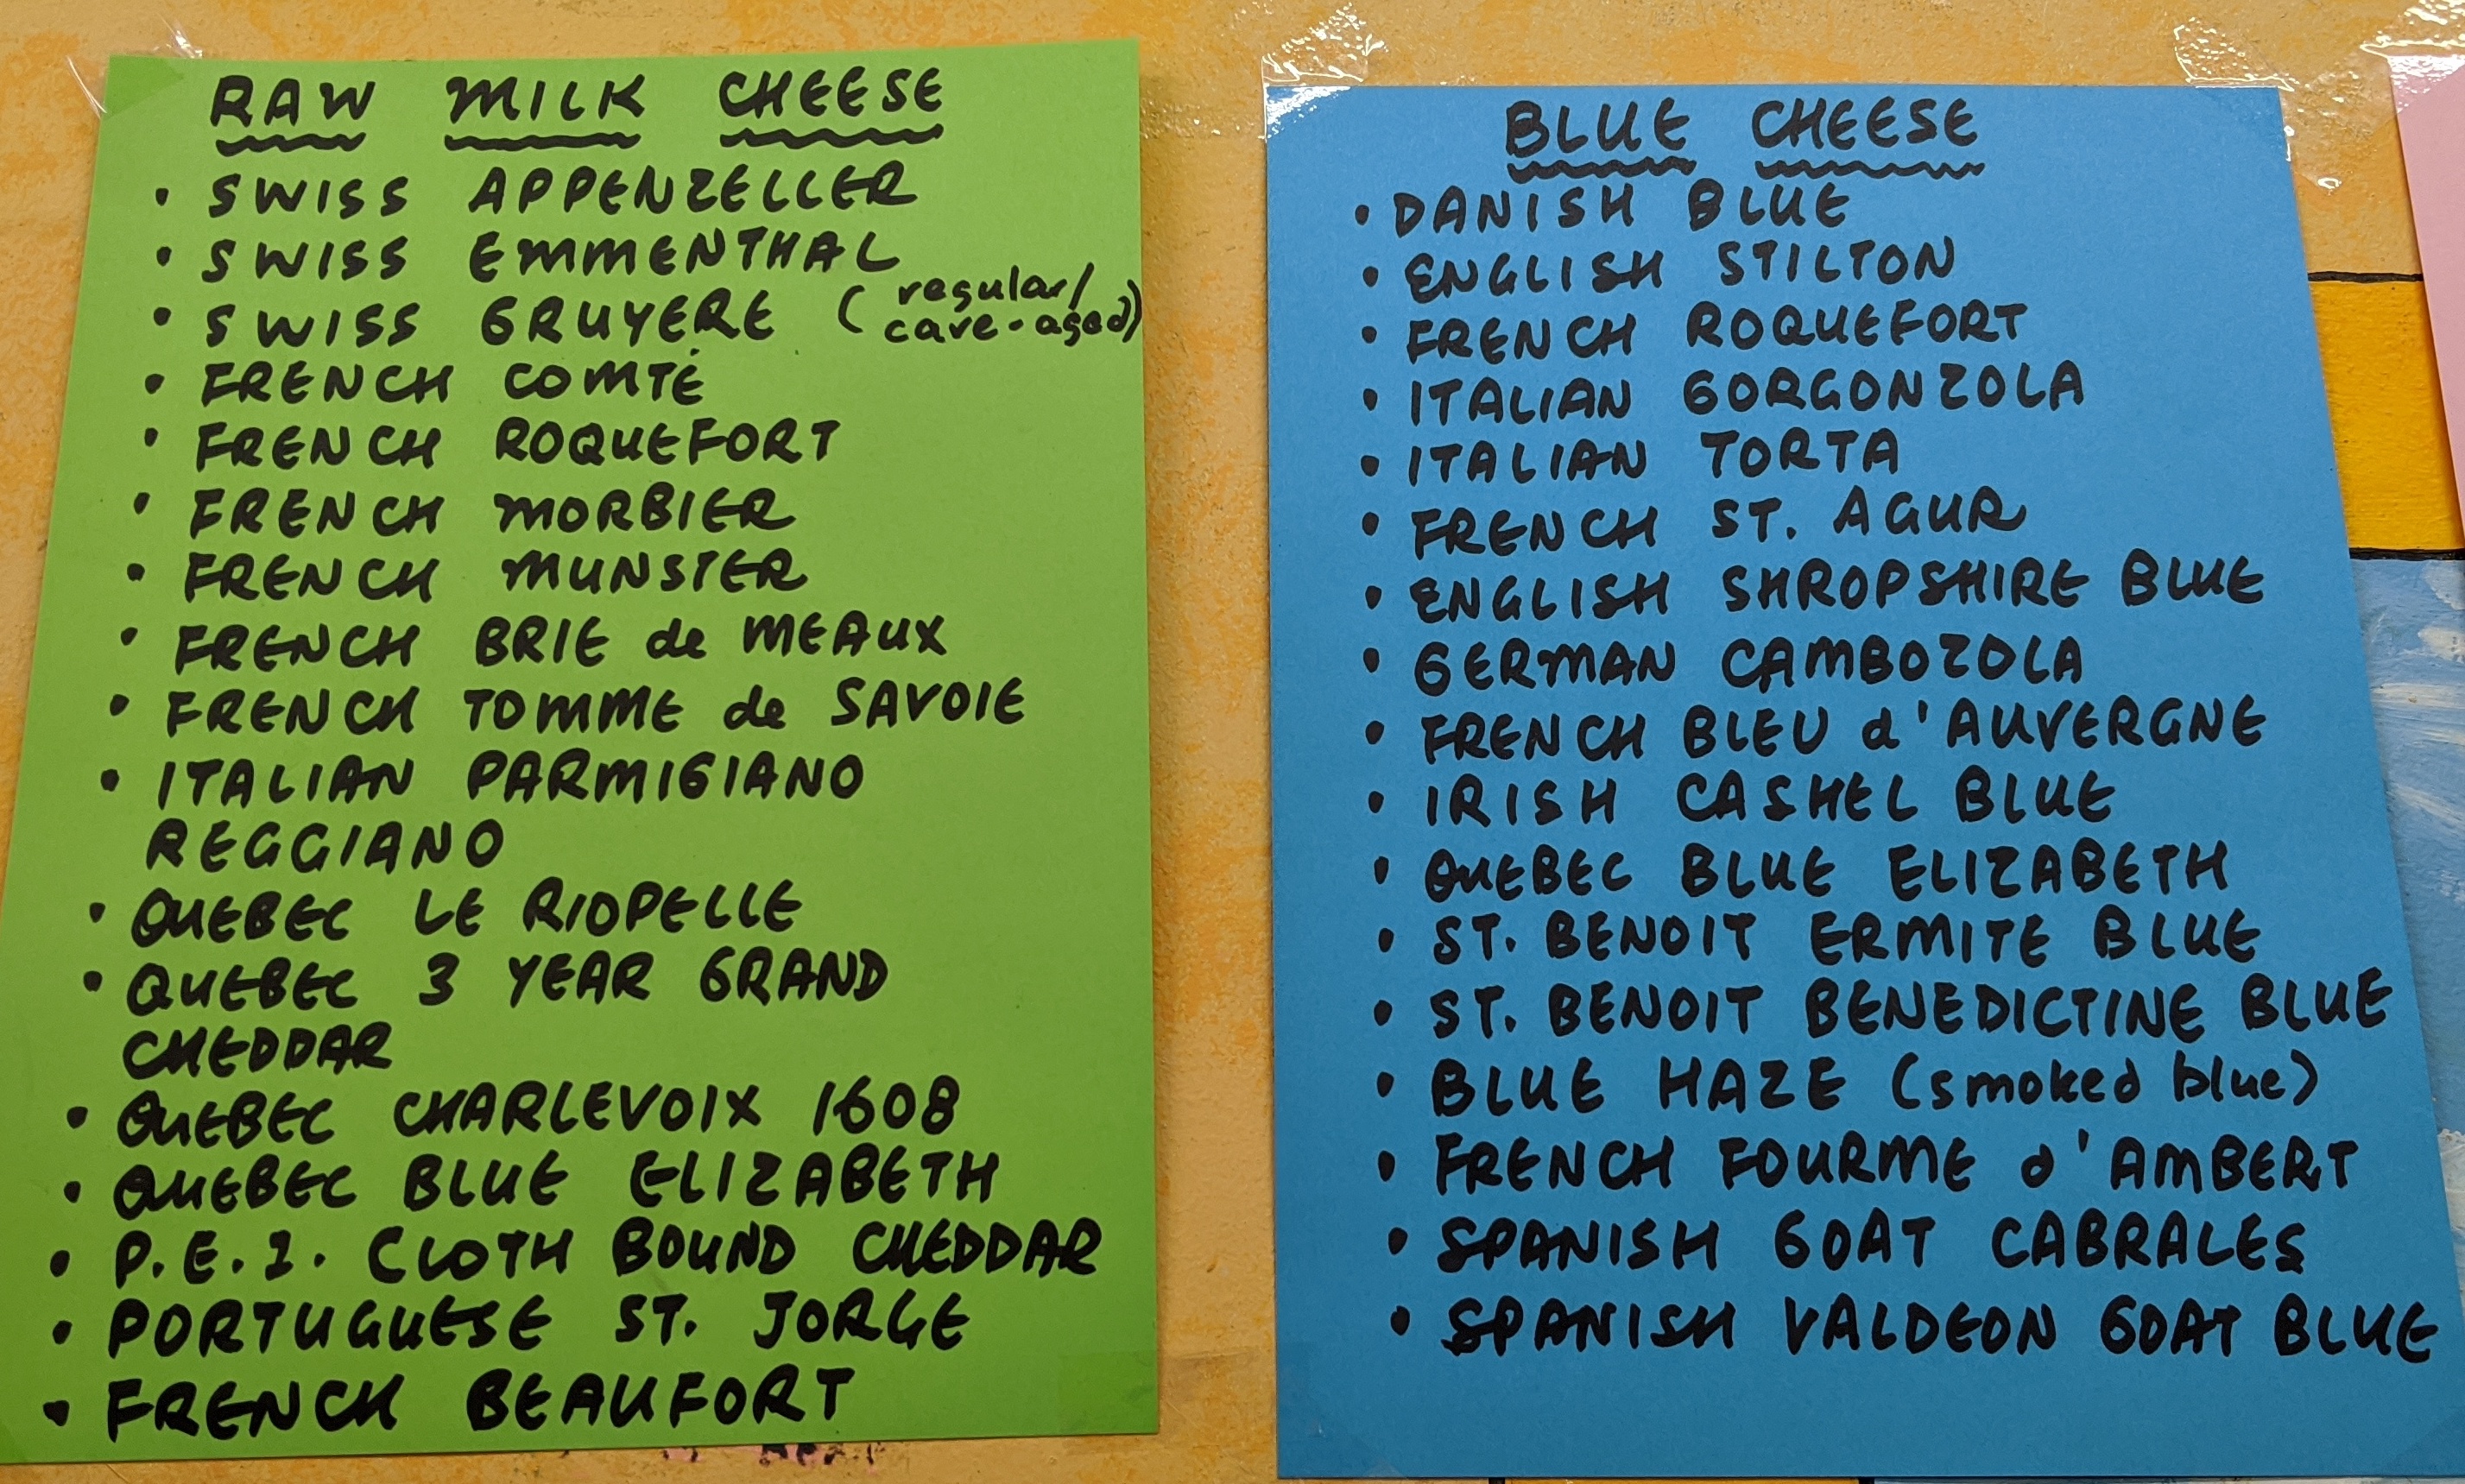 RAW MILK CHEESE
• SWISS APPENZELLER
• SWISS EMMENTHAL
• SWISS GRUYERE (regular/
cave-aged)
• FRENCH COMTÉ
• FRENCH ROQUEFORT
• FRENCH MORBIER
• FRENCH MUNSTER
• FRENCH BRIE de MEAUX
• FRENCH TOMME de SAVOIE
• ITALIAN PARMIGIANO
REGGIANO
• QUEBEC LE RIOPELLE
• QUEBEC 3 YEAR GRAND
CHEDDAR
• QUEBEC CHARLEVOIX 1608
• QUEBEC BLUE ELIZABETH
• P.E.I. CLOTH BOUND CHEDDAR
• PORTUGUESE ST. JORGE
• FRENCH BEAUFORT
BLUE CHEESE
• DANISH BLUE
• ENGLISH STILTON
• FRENCH ROQUEFORT
• ITALIAN GORGONZOLA
• ITALIAN TORTA
• FRENCH ST. AGUR
• ENGLISH SHROPSHIRE BLUE
• GERMAN CAMBOZOLA
• FRENCH BLEU d'AUVERGNE
• IRISH CASHEL BLUE
• QUEBEC BLUE ELIZABETH
• ST. BENOIT ERMITE BLUE
• ST. BENOIT BENEDICTINE BLUE
• BLUE HAZE (smoked blue)
• FRENCH FOURME d'AMBERT
• SPANISH GOAT CABRALES
• SPANISH VALDEON GOAT BLUE